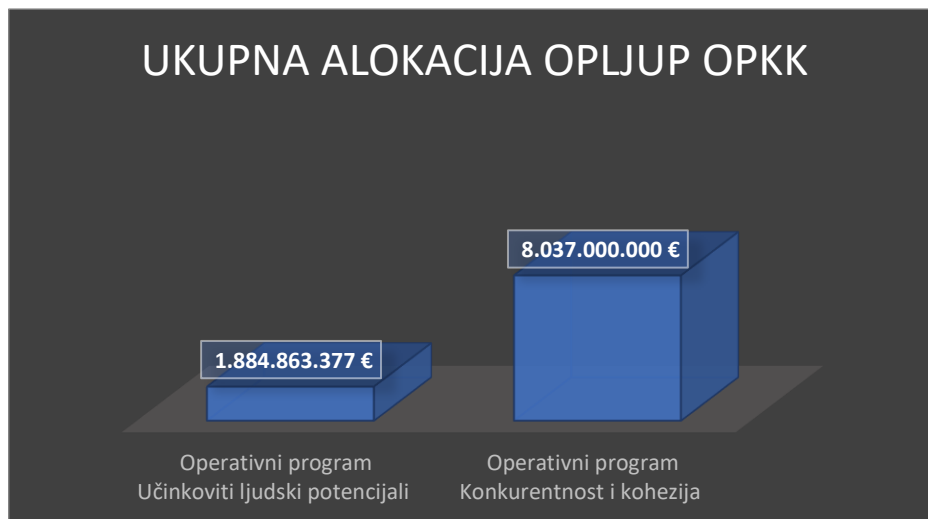 UKUPNA ALOKACIJA OPLJUP OPKK
8.037.000.000 €
1.884.863.377 €
Operativni program
Učinkoviti ljudski potencijali
Operativni program
Konkurentnost i kohezija